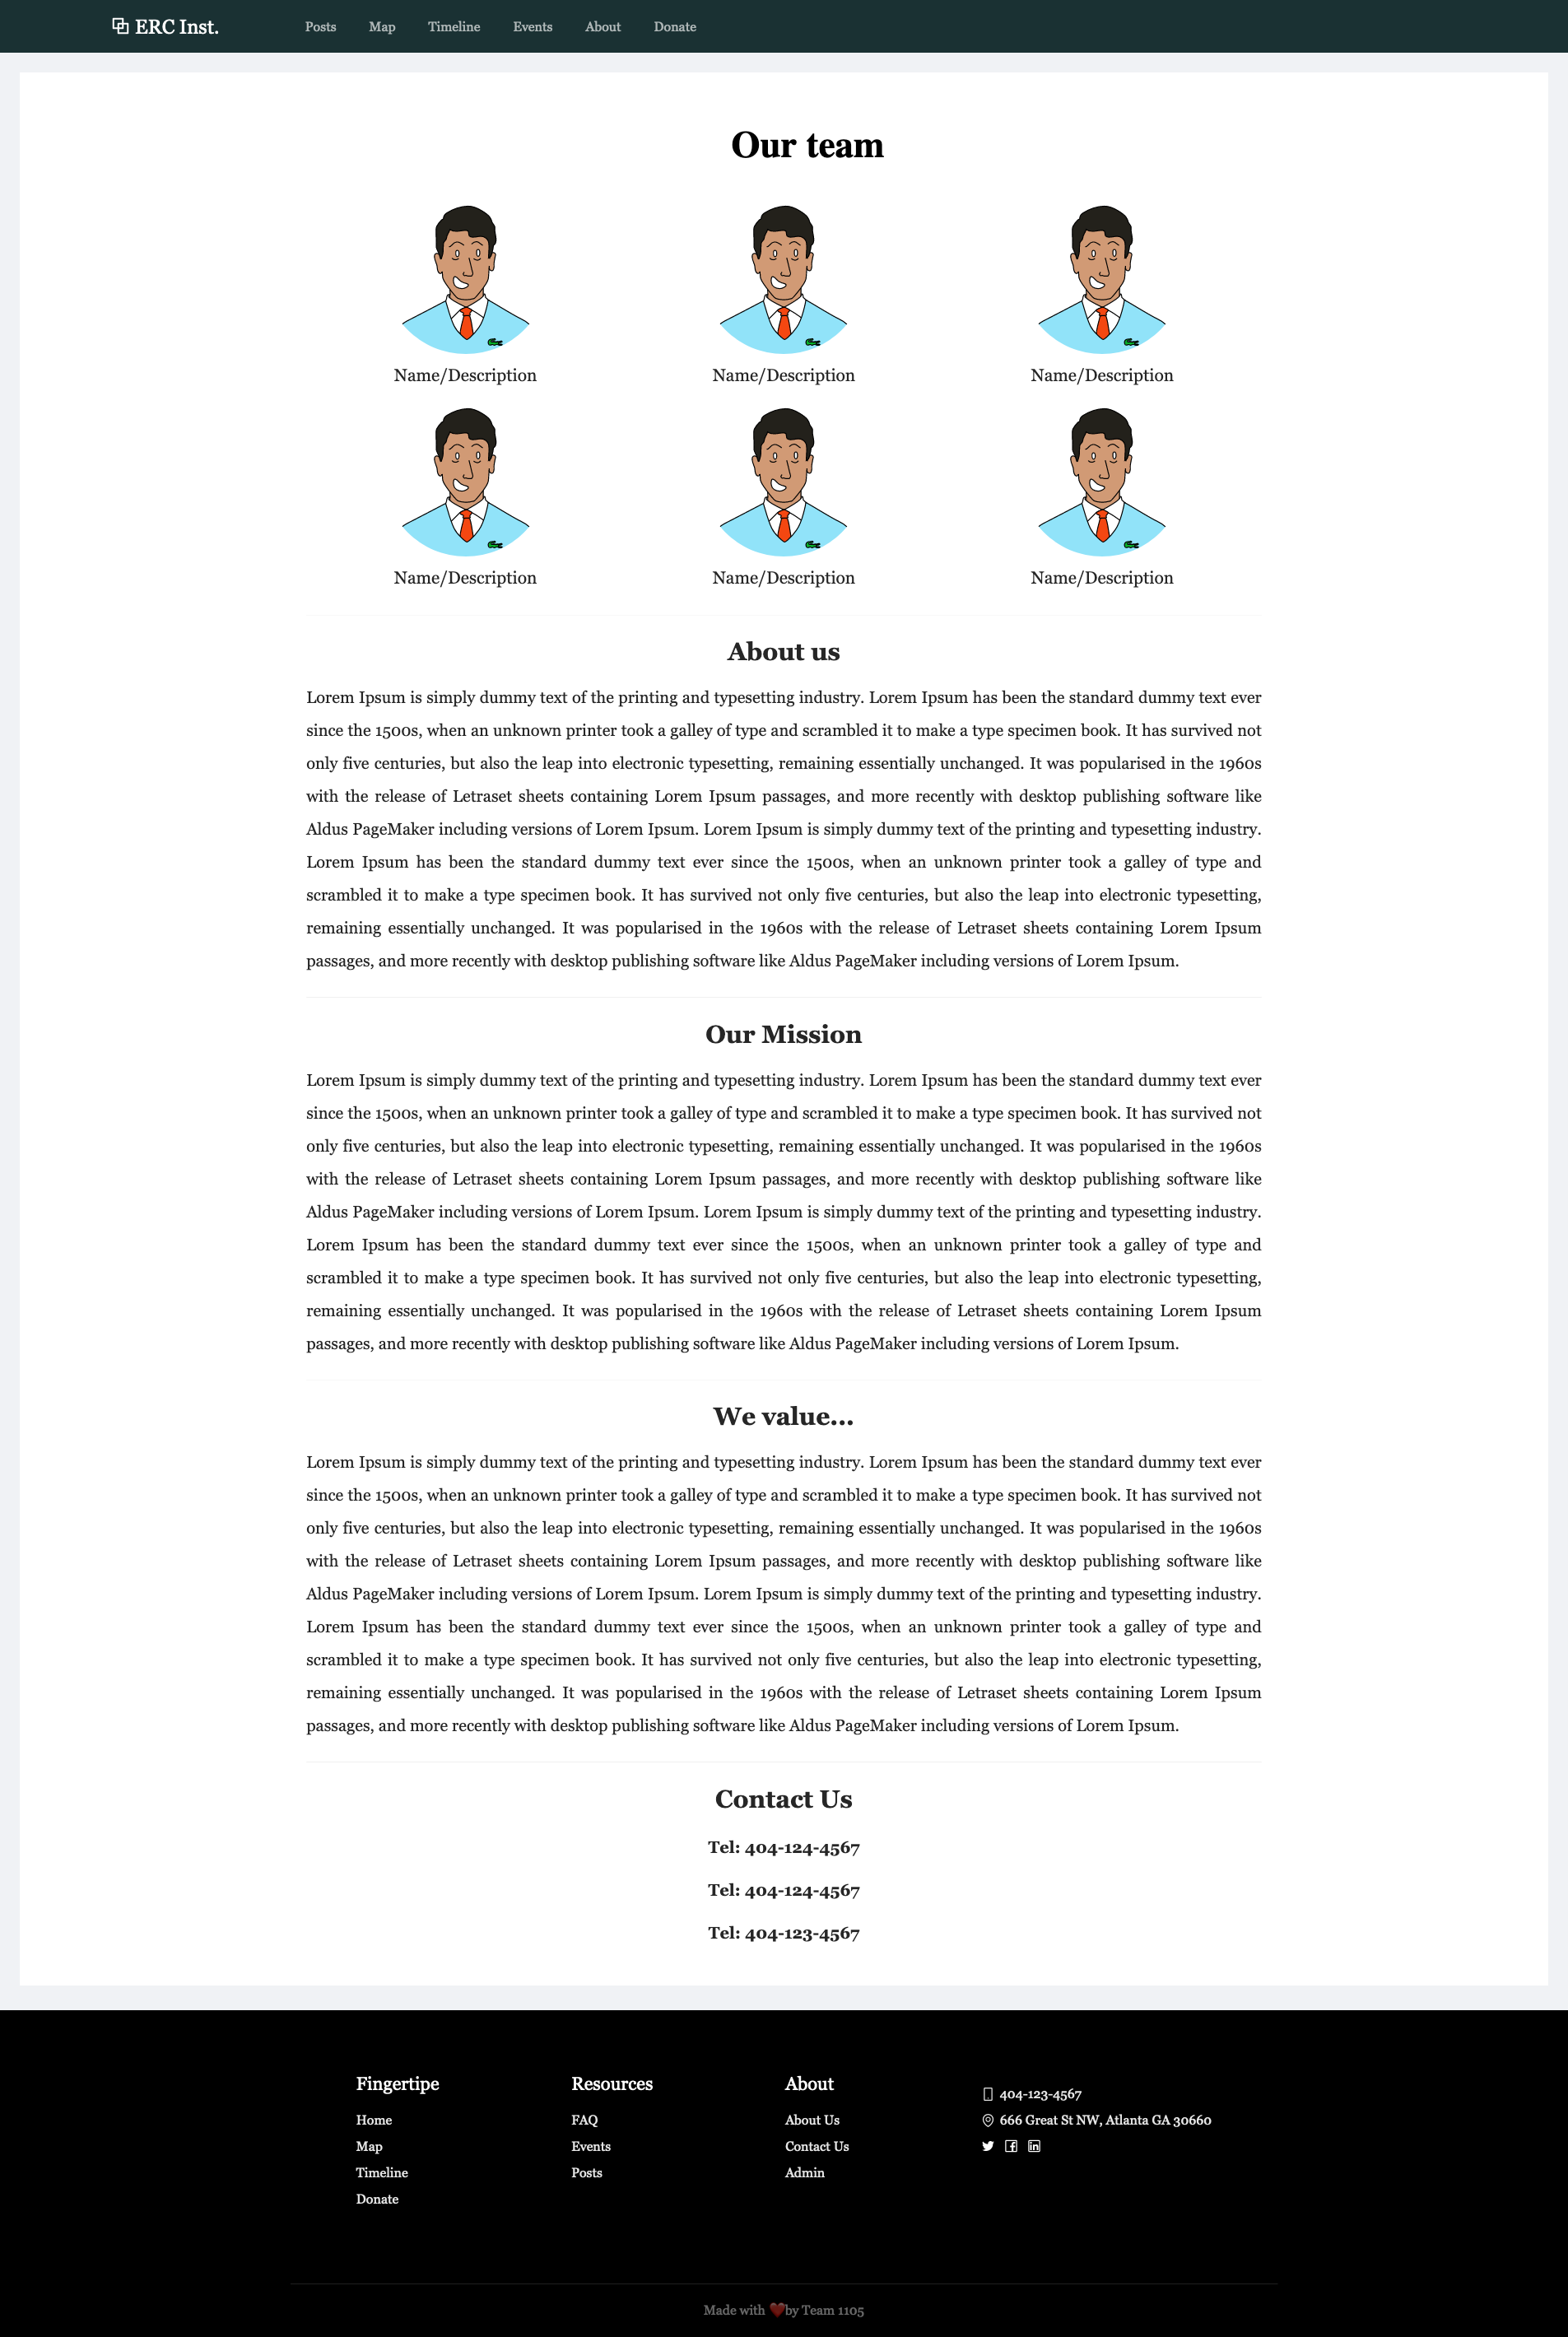 ERC Inst.
Posts Map Timeline Events About Donate
Our team
Name/Description Name/Description Name/Description
Name/Description Name/Description Name/Description
About us
Lorem Ipsum is simply dummy text of the printing and typesetting industry. Lorem Ipsum has been the standard dummy text ever
since the 1500s, when an unknown printer took a galley of type and scrambled it to make a type specimen book. It has survived not
only five centuries, but also the leap into electronic typesetting, remaining essentially unchanged. It was popularised in the 1960s
with the release of Letraset sheets containing Lorem Ipsum passages, and more recently with desktop publishing software like
Aldus PageMaker including versions of Lorem Ipsum. Lorem Ipsum is simply dummy text of the printing and typesetting industry.
Lorem Ipsum has been the standard dummy text ever since the 1500s, when an unknown printer took a galley of type and
scrambled it to make a type specimen book. It has survived not only five centuries, but also the leap into electronic typesetting,
remaining essentially unchanged. It was popularised in the 1960s with the release of Letraset sheets containing Lorem Ipsum
passages, and more recently with desktop publishing software like Aldus PageMaker including versions of Lorem Ipsum.
Our Mission
Lorem Ipsum is simply dummy text of the printing and typesetting industry. Lorem Ipsum has been the standard dummy text ever
since the 1500s, when an unknown printer took a galley of type and scrambled it to make a type specimen book. It has survived not
only five centuries, but also the leap into electronic typesetting, remaining essentially unchanged. It was popularised in the 1960s
with the release of Letraset sheets containing Lorem Ipsum passages, and more recently with desktop publishing software like
Aldus PageMaker including versions of Lorem Ipsum. Lorem Ipsum is simply dummy text of the printing and typesetting industry.
Lorem Ipsum has been the standard dummy text ever since the 1500s, when an unknown printer took a galley of type and
scrambled it to make a type specimen book. It has survived not only five centuries, but also the leap into electronic typesetting,
remaining essentially unchanged. It was popularised in the 1960s with the release of Letraset sheets containing Lorem Ipsum
passages, and more recently with desktop publishing software like Aldus PageMaker including versions of Lorem Ipsum.
We value...
Lorem Ipsum is simply dummy text of the printing and typesetting industry. Lorem Ipsum has been the standard dummy text ever
since the 1500s, when an unknown printer took a galley of type and scrambled it to make a type specimen book. It has survived not
only five centuries, but also the leap into electronic typesetting, remaining essentially unchanged. It was popularised in the 1960s
with the release of Letraset sheets containing Lorem Ipsum passages, and more recently with desktop publishing software like
Aldus PageMaker including versions of Lorem Ipsum. Lorem Ipsum is simply dummy text of the printing and typesetting industry.
Lorem Ipsum has been the standard dummy text ever since the 1500s, when an unknown printer took a galley of type and
scrambled it to make a type specimen book. It has survived not only five centuries, but also the leap into electronic typesetting,
remaining essentially unchanged. It was popularised in the 1960s with the release of Letraset sheets containing Lorem Ipsum
passages, and more recently with desktop publishing software like Aldus PageMaker including versions of Lorem Ipsum.
Contact Us
Tel: 404-124-4567
Tel: 404-124-4567
Tel: 404-123-4567
Fingertipe
Home
Map
Timeline
Donate
Resources
FAQ
Events
Posts
About
About Us
Contact Us
Admin
404-123-4567
666 Great St NW, Atlanta GA 30660
Made with ❤️by Team 1105